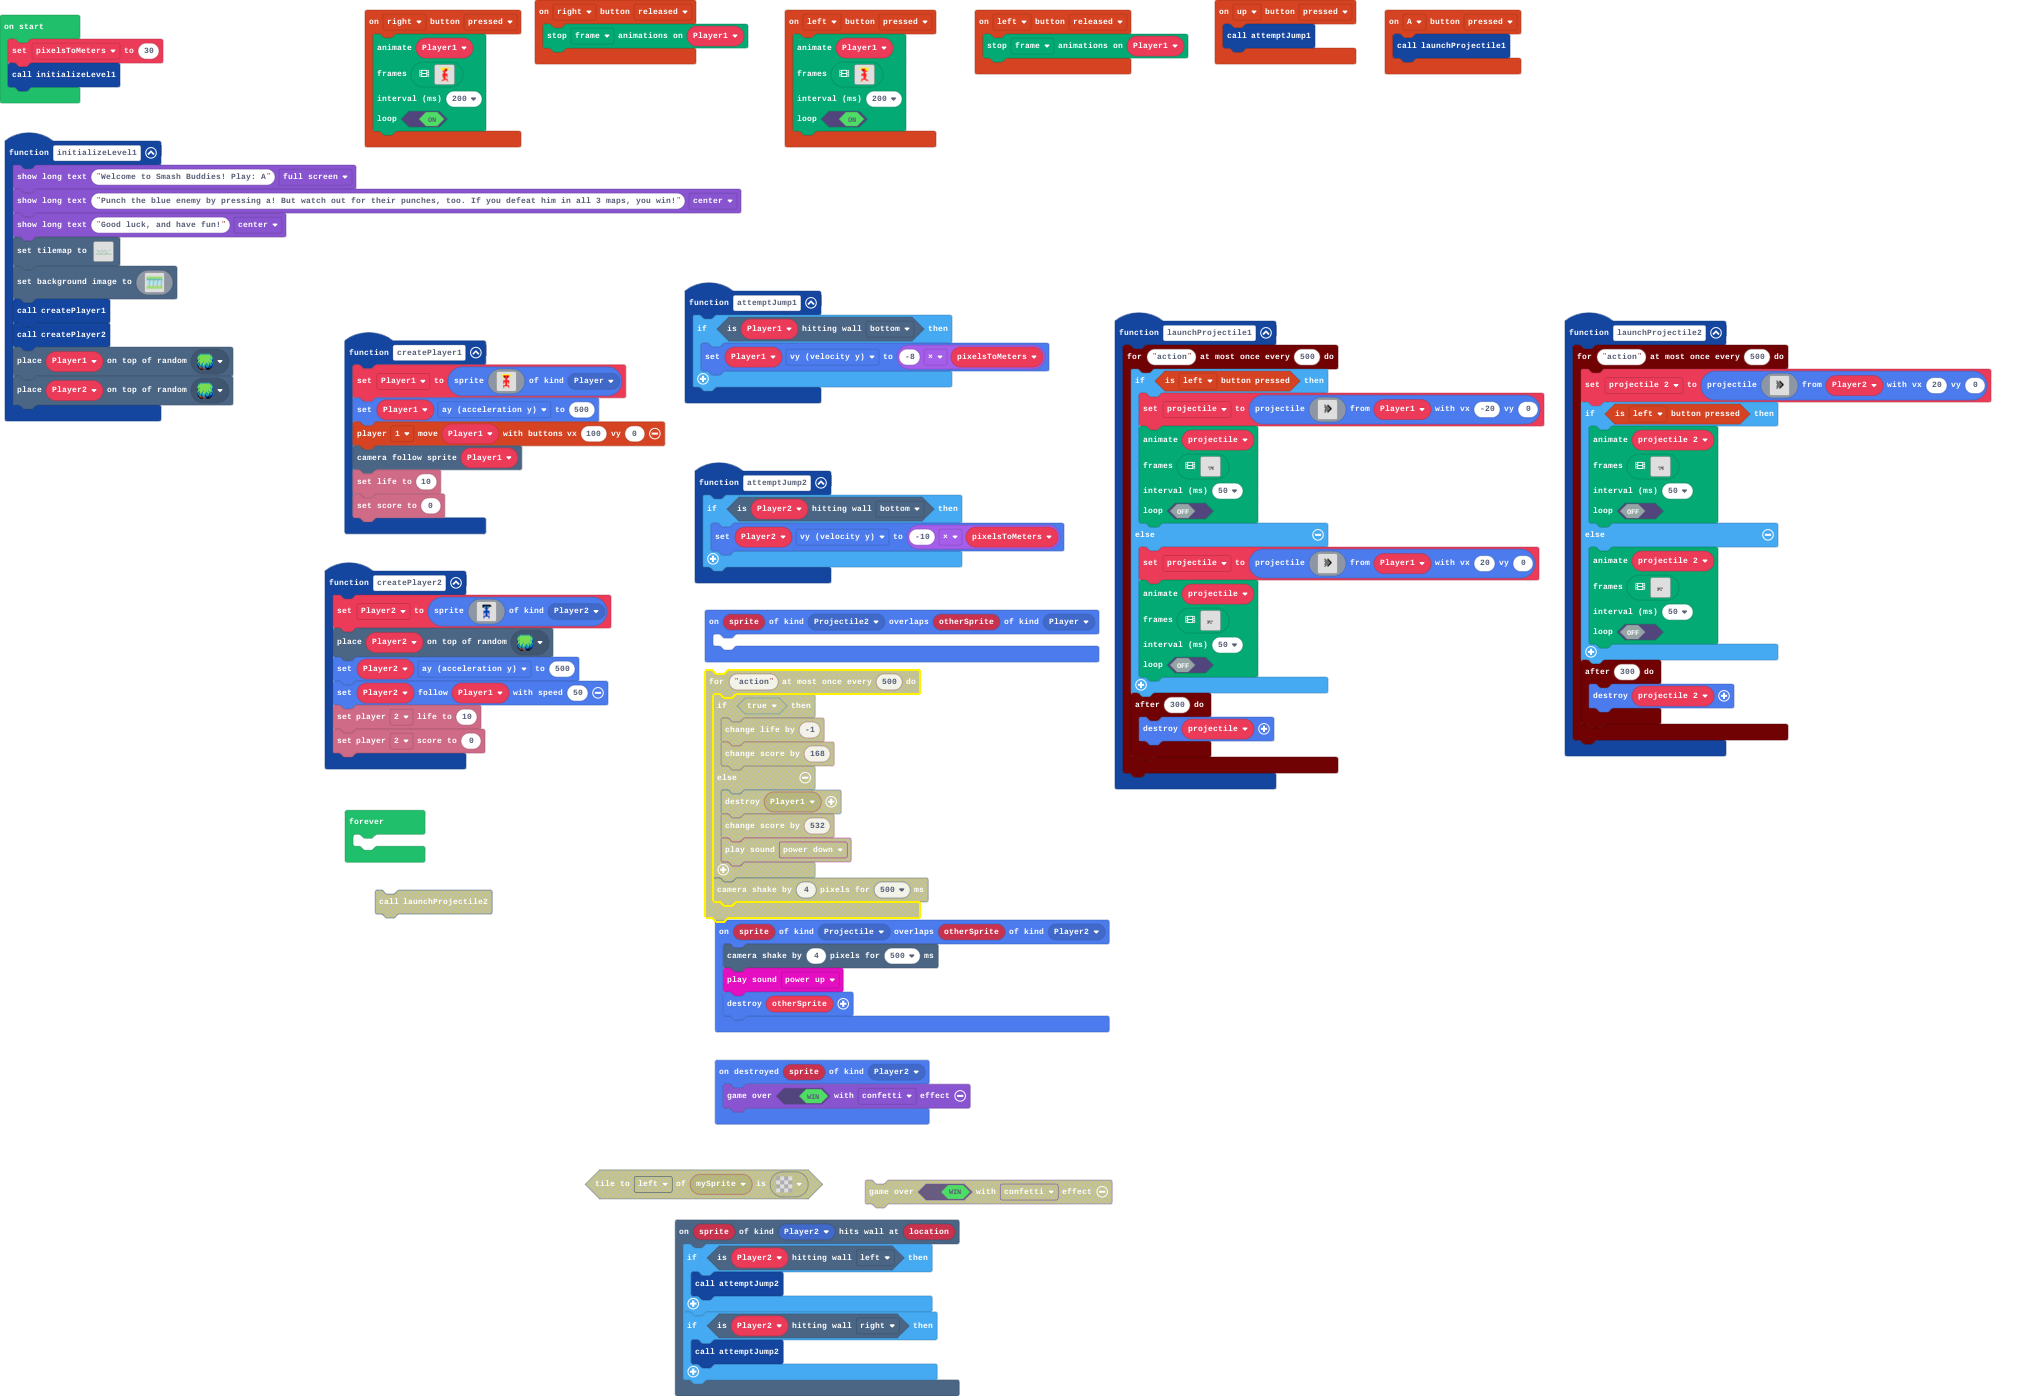 on start
set pixelsToMeters to 30
call initializeLevel1
on right button pressed
animate Player1
frames
interval (ms) 200
loop ON
on right button released
stop frame animations on Player1
on left button pressed
animate Player1
frames
interval (ms) 200
loop ON
on left button released
stop frame animations on Player1
on up button pressed
call attemptJump1
on A button pressed
call launchProjectile1
function initializeLevel1
show long text "Welcome to Smash Buddies! Play: A" full screen
show long text "Punch the blue enemy by pressing a! But watch out for their punches, too. If you defeat him in all 3 maps, you win!" center
show long text "Good luck, and have fun!" center
set tilemap to
set background image to
call createPlayer1
call createPlayer2
place Player1 on top of random
place Player2 on top of random
function createPlayer1
set Player1 to sprite of kind Player
set Player1 ay (acceleration y) to 500
player 1 move Player1 with buttons vx 100 vy 0
camera follow sprite Player1
set life to 10
set score to 0
function createPlayer2
set Player2 to sprite of kind Player2
place Player2 on top of random
set Player2 ay (acceleration y) to 500
set Player2 follow Player1 with speed 50
set player 2 life to 10
set player 2 score to 0
forever
call launchProjectile2
function attemptJump1
if is Player1 hitting wall bottom then
set Player1 vy (velocity y) to -8 × pixelsToMeters
function attemptJump2
if is Player2 hitting wall bottom then
set Player2 vy (velocity y) to -10 × pixelsToMeters
on sprite of kind Projectile2 overlaps otherSprite of kind Player
for "action" at most once every 500 do
if true then
change life by -1
change score by 168
else
destroy Player1
change score by 532
play sound power down
camera shake by 4 pixels for 500 ms
on sprite of kind Projectile overlaps otherSprite of kind Player2
camera shake by 4 pixels for 500 ms
play sound power up
destroy otherSprite
on destroyed sprite of kind Player2
game over WIN with confetti effect
tile to left of mySprite is
game over WIN with confetti effect
on sprite of kind Player2 hits wall at location
if is Player2 hitting wall left then
call attemptJump2
if is Player2 hitting wall right then
call attemptJump2
function launchProjectile1
for "action" at most once every 500 do
if is left button pressed then
set projectile to projectile from Player1 with vx -20 vy 0
animate projectile
frames
interval (ms) 50
loop OFF
else
set projectile to projectile from Player1 with vx 20 vy 0
animate projectile
frames
interval (ms) 50
loop OFF
after 300 do
destroy projectile
function launchProjectile2
for "action" at most once every 500 do
set projectile 2 to projectile from Player2 with vx 20 vy 0
if is left button pressed then
animate projectile 2
frames
interval (ms) 50
loop OFF
else
animate projectile 2
frames
interval (ms) 50
loop OFF
after 300 do
destroy projectile 2